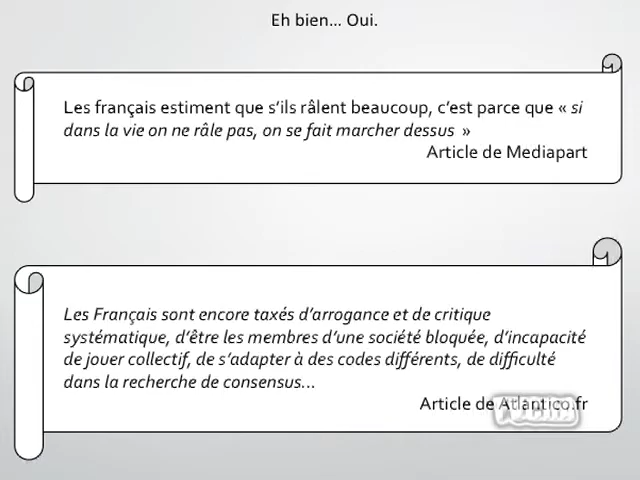 Eh bien... Oui.
Les français estiment que s'ils râlent beaucoup, c'est parce que « si
dans la vie on ne râle pas, on se fait marcher dessus »
Article de Mediapart
Les Français sont encore taxés d'arrogance et de critique
systématique, d'être les membres d'une société bloquée, d'incapacité
de jouer collectif, de s'adapter à des codes différents, de difficulté
dans la recherche de consensus...
Article de Atlantico.fr